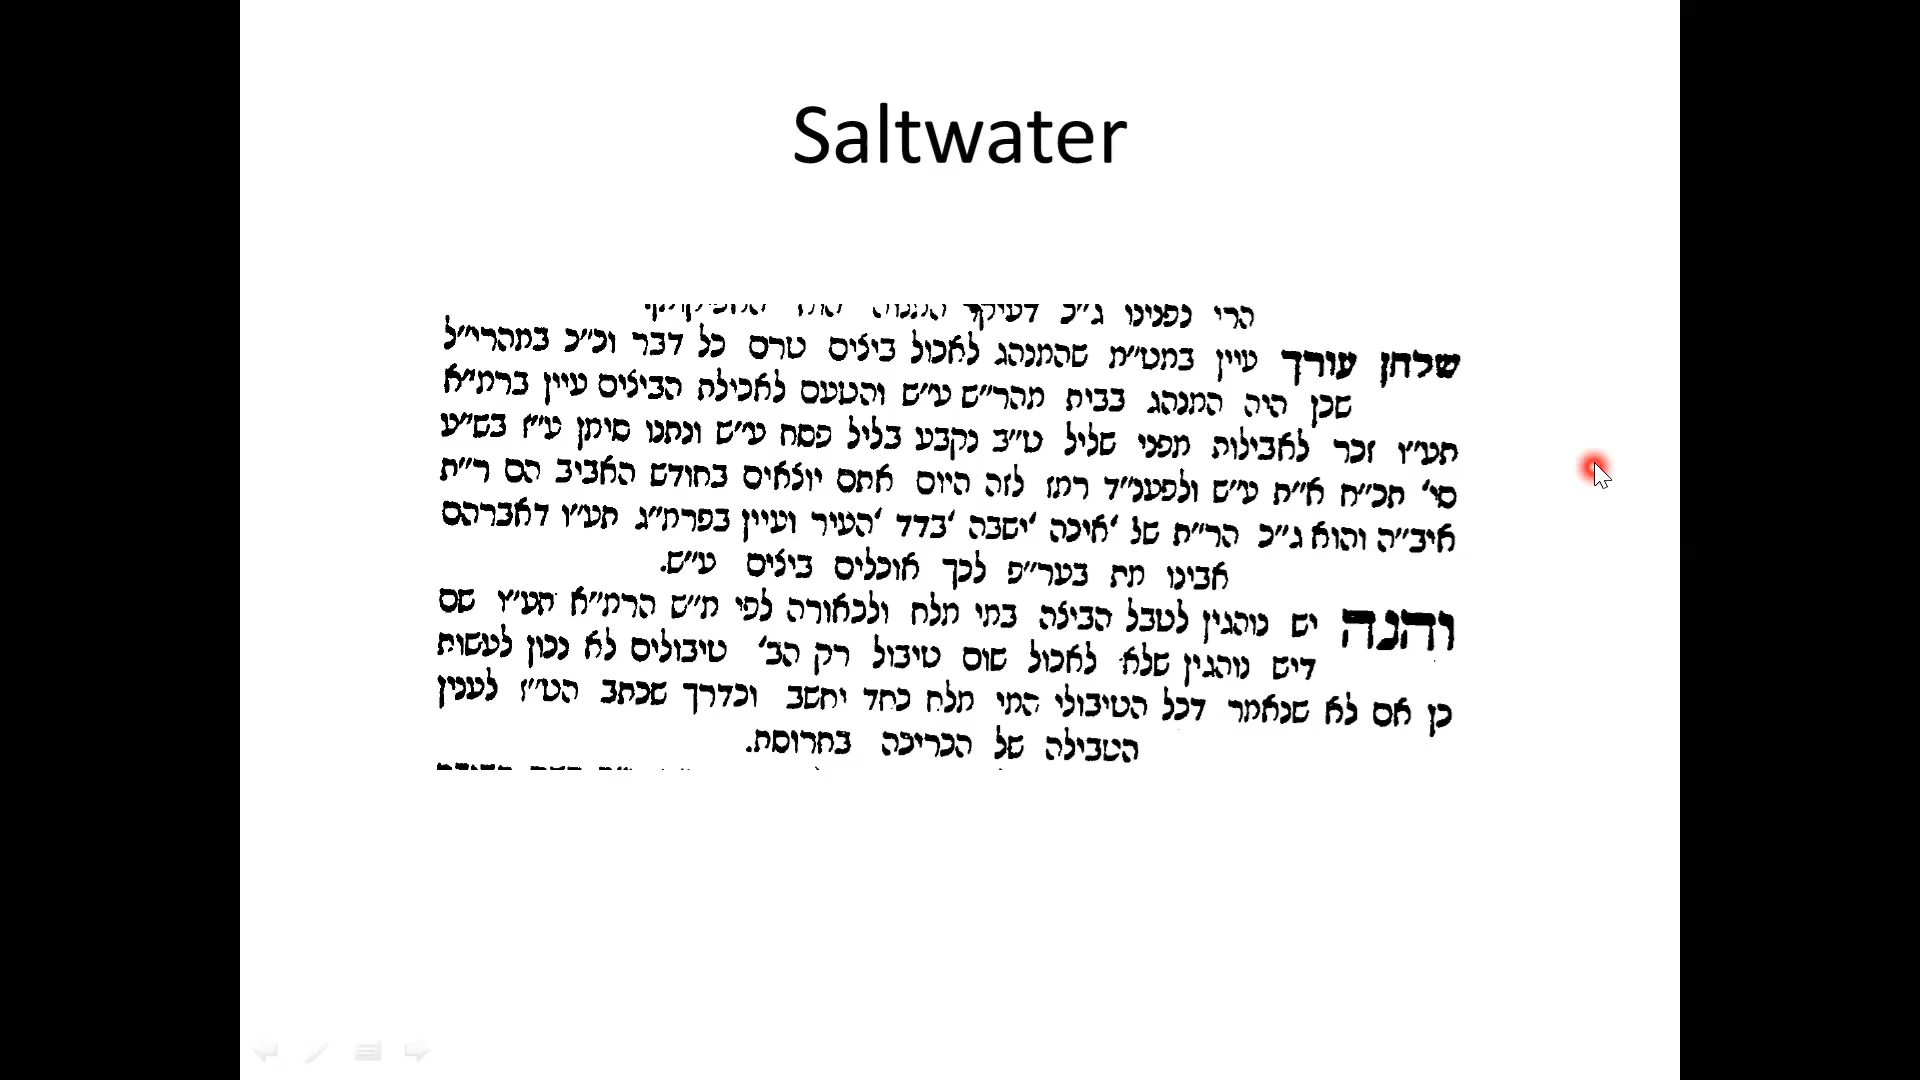 Saltwater
הרי נפנינו ג״כ דעיקר
שלחן עורך עיין במט״מ שהמנהג לאכול ביצים טרם כל דבר וכ״כ במהרי״ל
שכן היה המנהג בבית מהר״ש ע״ש והטעם לאכילת הביצים עיין ברמ״א
תע״ו זכר לאבילות מפני שליל ט״ב נקבע בליל פסח ע״ש ונתנו סימן ע״ז בש״ע
סי׳ תכ״ח א״ת ע״ש ולפענ״ד רמז לזה היום אתם יוצאים בחודש האביב הם ר״ת
איב״ה והוא ג״כ הר״ת של ׳איכה ׳ישבה ׳בדד ׳העיר ועיין בפרמ״ג תע״ו דאברהם
אבינו מת בער״פ לכך אוכלים ביצים ע״ש.
והנה יש נוהגין לטבל הביצה במי מלח ולכאורה לפי מ״ש הרמ״א תע״ו שם
דיש נוהגין שלא לאכול שום טיבול רק הב׳ טיבולים לא נכון לעשות
כן אם לא שנאמר דכל הטיבולי המי מלח כחד יחשב וכדרך שכתב הט״ז לענין
הטבילה של הכריכה בחרוסת.